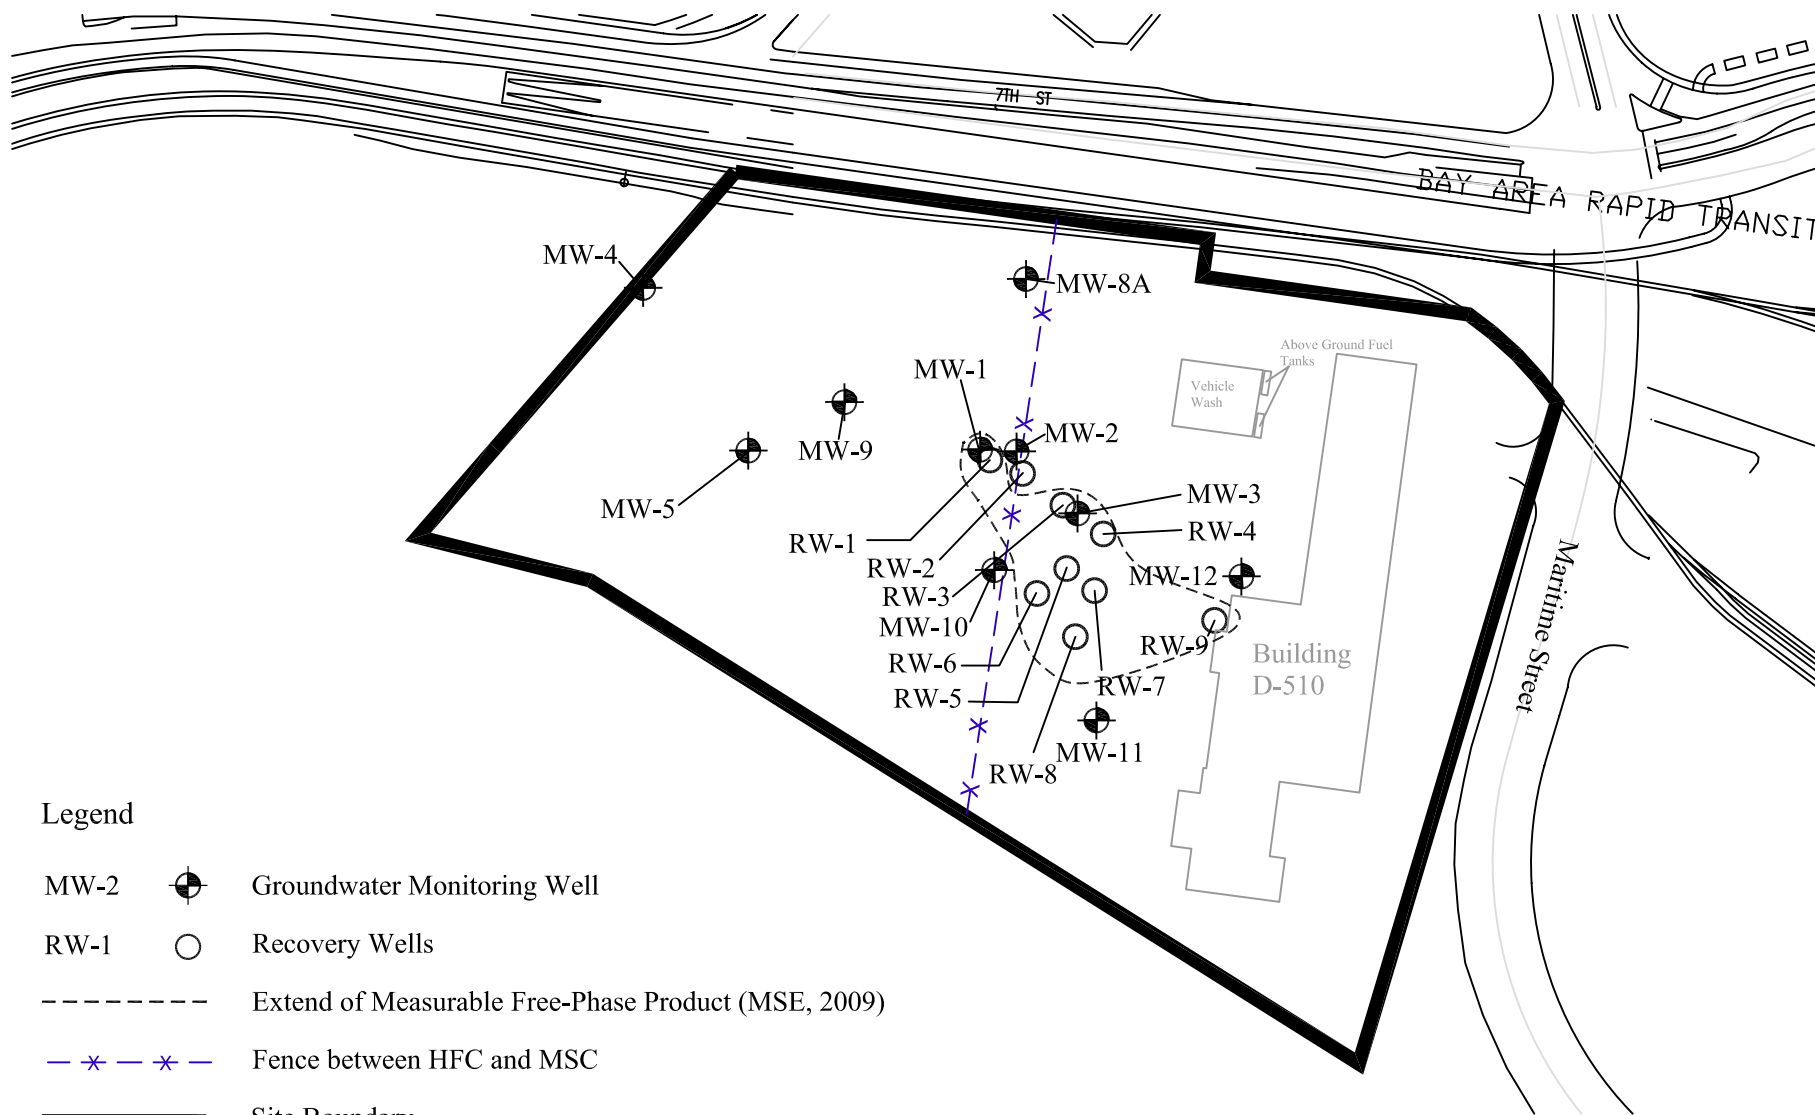 7TH ST
BAY AREA RAPID TRANSIT
MW-4
MW-8A
Above Ground Fuel
Tanks
MW-1
Vehicle
Wash
MW-9
MW-2
MW-5
MW-3
RW-1
RW-4
RW-2
MW-12
RW-3
MW-10
RW-9
RW-6
Building
D-510
RW-5
RW-7
MW-11
RW-8
Maritime Street
Legend
MW-2 Groundwater Monitoring Well
RW-1 Recovery Wells
Extend of Measurable Free-Phase Product (MSE, 2009)
Fence between HFC and MSC
Site Boundary